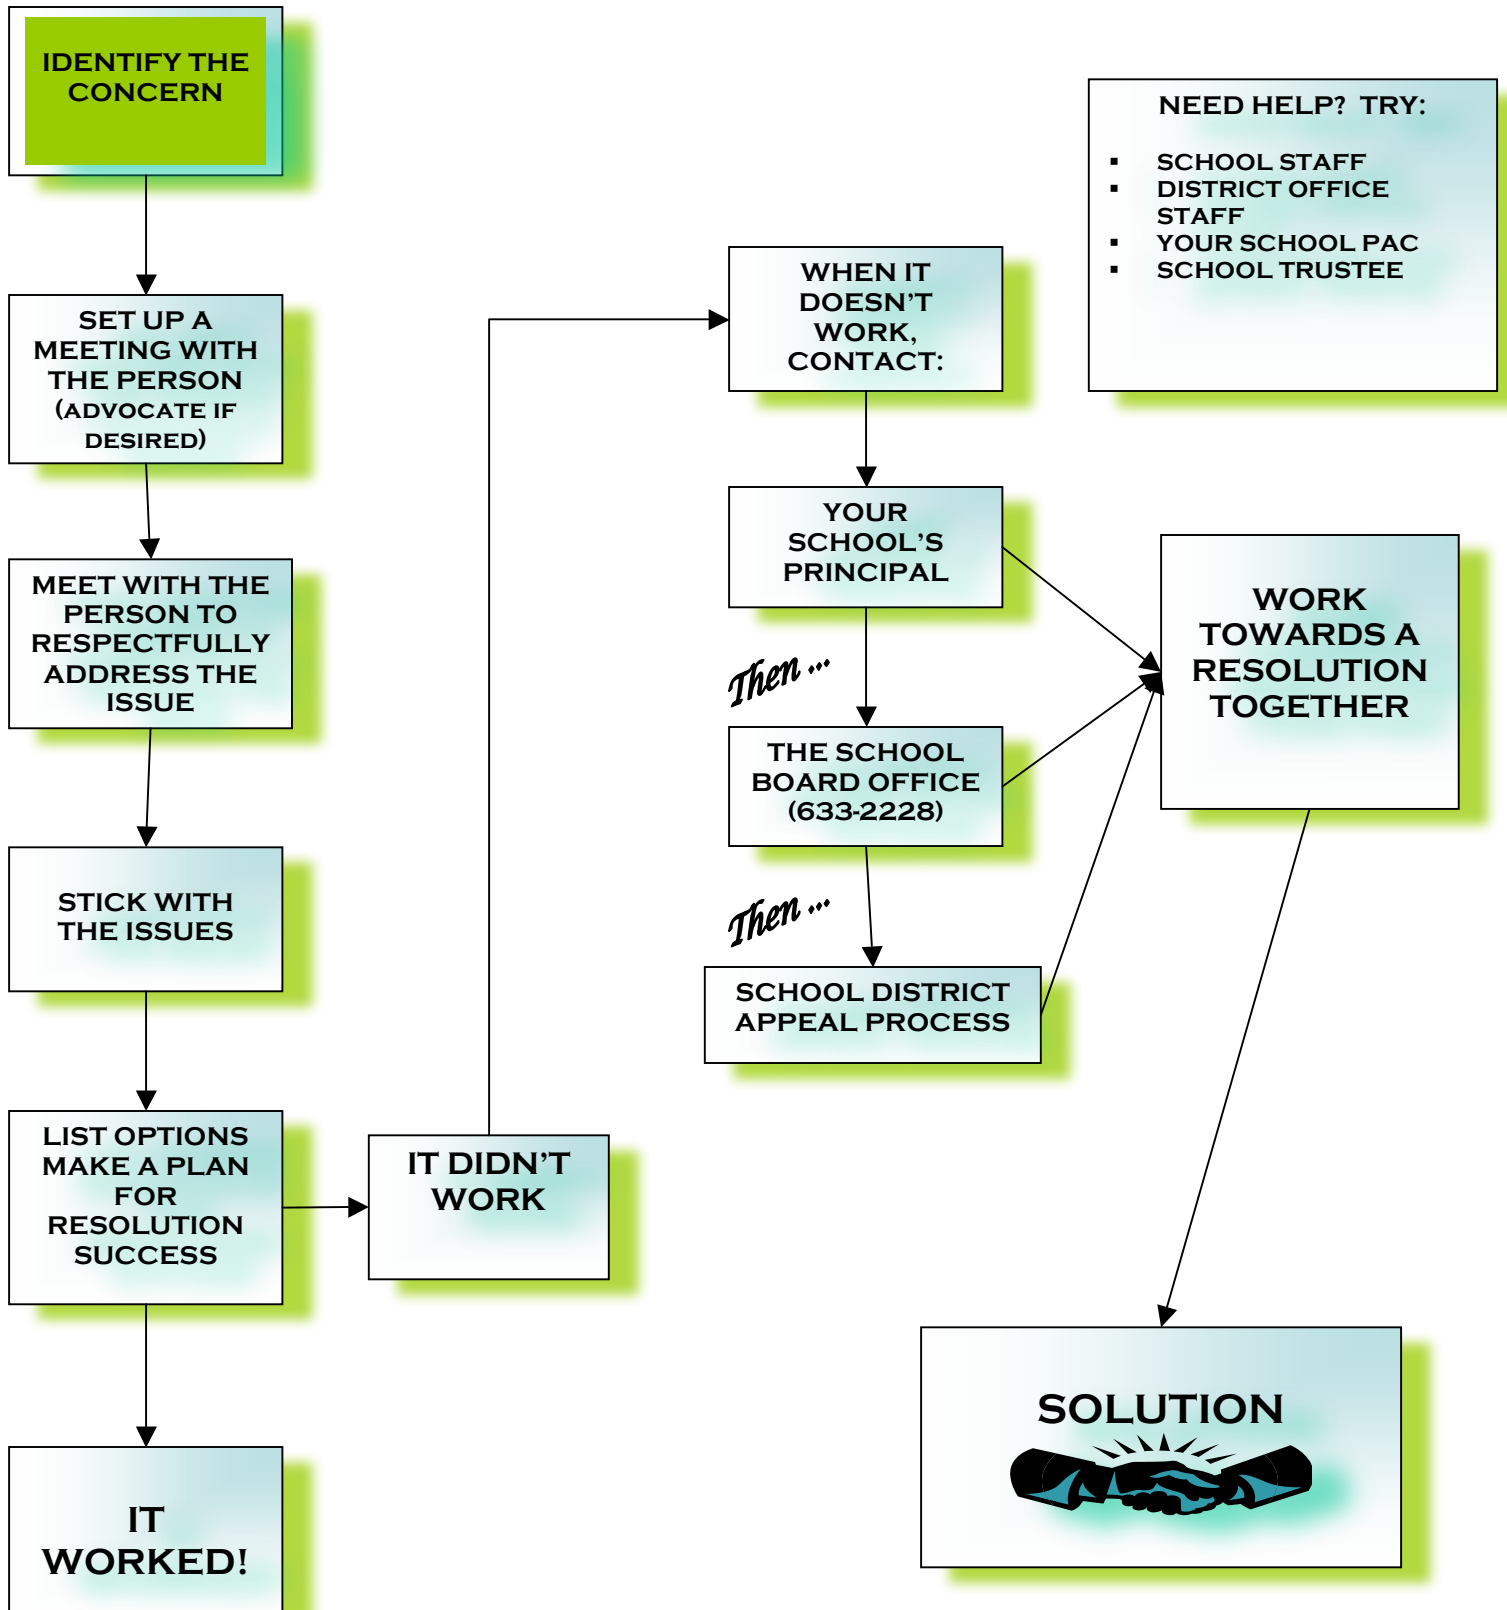 IDENTIFY THE
CONCERN
SET UP A
MEETING WITH
THE PERSON
(ADVOCATE IF
DESIRED)
MEET WITH THE
PERSON TO
RESPECTFULLY
ADDRESS THE
ISSUE
STICK WITH
THE ISSUES
LIST OPTIONS
MAKE A PLAN
FOR
RESOLUTION
SUCCESS
IT
WORKED!
IT DIDN'T
WORK
WHEN IT
DOESN'T
WORK,
CONTACT:
YOUR
SCHOOL'S
PRINCIPAL
Then ...
THE SCHOOL
BOARD OFFICE
(633-2228)
Then ...
SCHOOL DISTRICT
APPEAL PROCESS
NEED HELP? TRY:
▪ SCHOOL STAFF
▪ DISTRICT OFFICE
STAFF
▪ YOUR SCHOOL PAC
▪ SCHOOL TRUSTEE
WORK
TOWARDS A
RESOLUTION
TOGETHER
SOLUTION